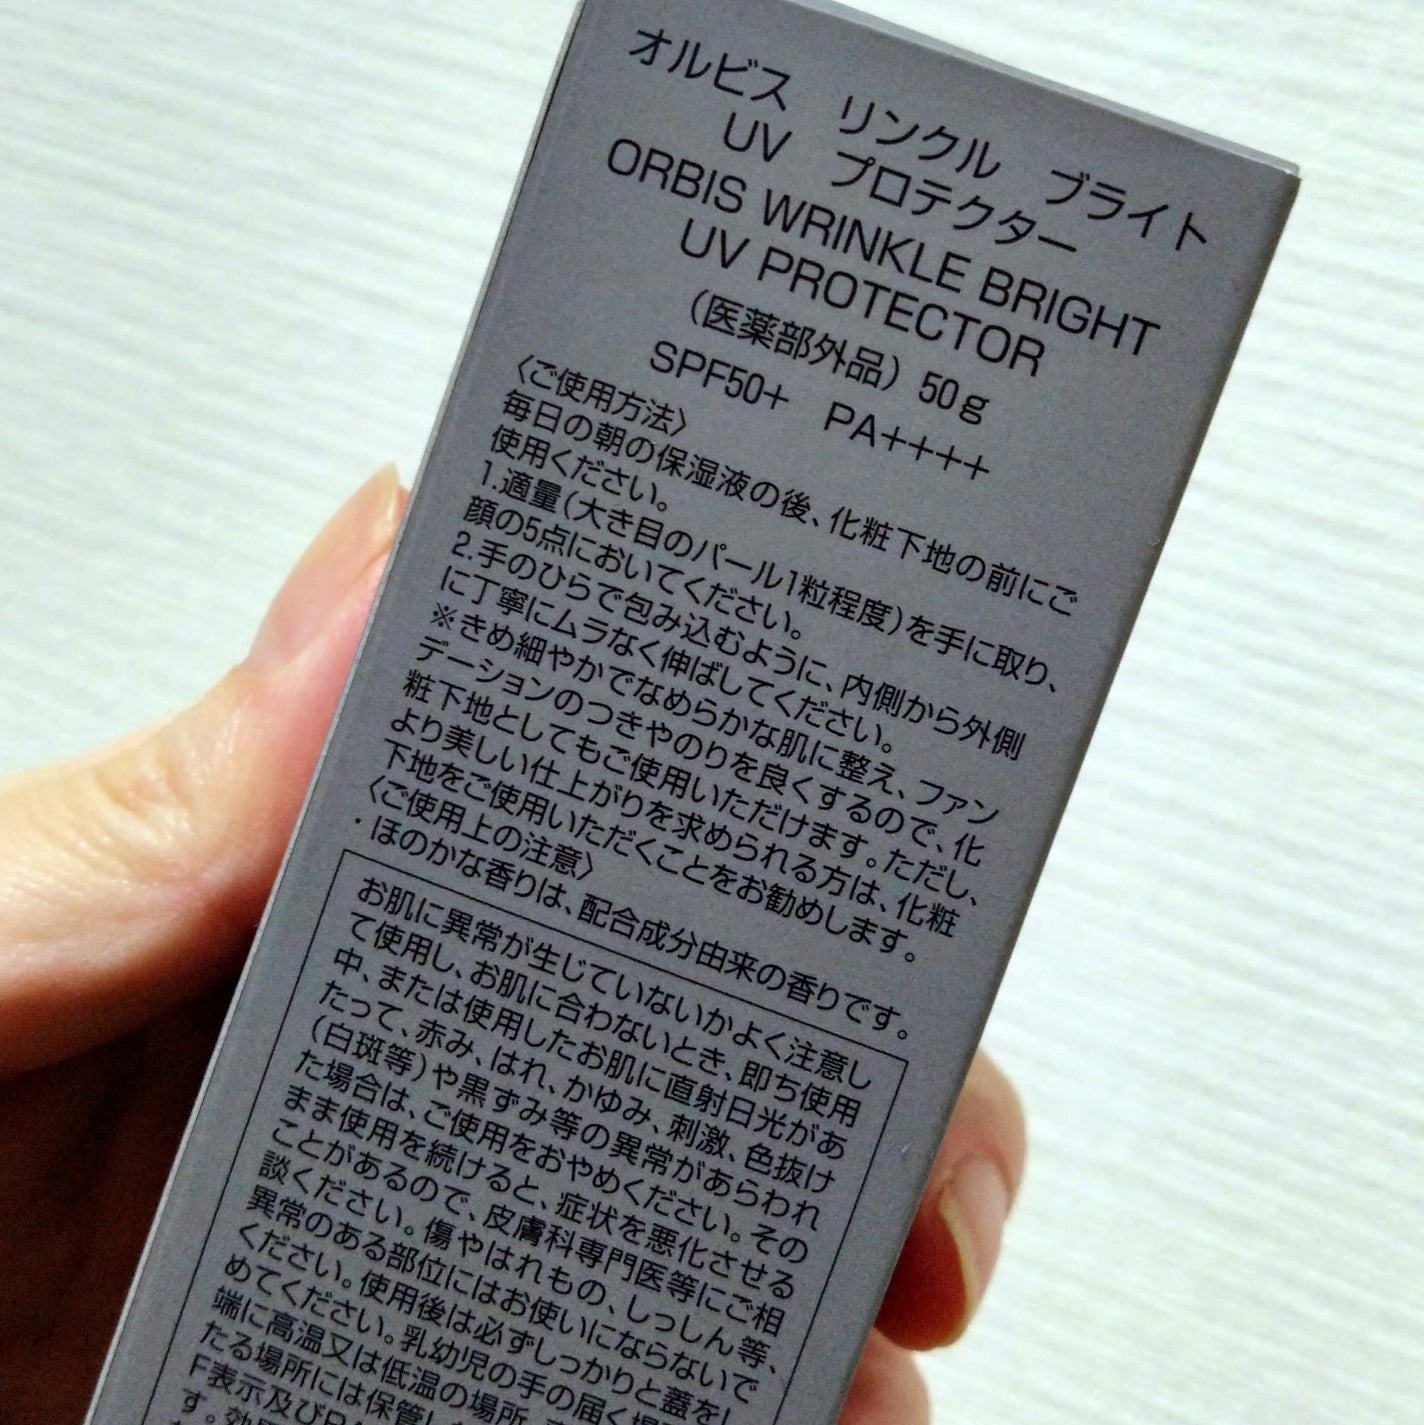 オルビス リンクル ブライト
UV プロテクター
ORBIS WRINKLE BRIGHT
UV PROTECTOR
(医薬部外品) 50g
SPF50+ PA++++
〈ご使用方法〉
毎日の朝の保湿液の後、化粧下地の前にご
使用ください。
1.適量(大き目のパール1粒程度)を手に取り、
顔の5点においてください。
2.手のひらで包み込むように、内側から外側
に丁寧にムラなく伸ばしてください。
※きめ細やかでなめらかな肌に整え、ファン
デーションのつきやのりを良くするので、化
粧下地としてもご使用いただけます。ただし、
より美しい仕上がりを求められる方は、化粧
下地をご使用いただくことをお勧めします。
〈ご使用上の注意〉
・ほのかな香りは、配合成分由来の香りです。
お肌に異常が生じていないかよく注意し
て使用し、お肌に合わないとき、即ち使用
中、または使用したお肌に直射日光があ
たって、赤み、はれ、かゆみ、刺激、色抜け
(白斑等)や黒ずみ等の異常があらわれ
た場合は、ご使用をおやめください。その
まま使用を続けると、症状を悪化させる
ことがあるので、皮膚科専門医等にご相
談ください。傷やはれもの、しっしん等、
異常のある部位にはお使いにならないで
ください。使用後は必ずしっかりと蓋をし
めてください。乳幼児の手の届く場
端に高温又は低温の場所、
たる場所には保管し
F表示及びP
す。効